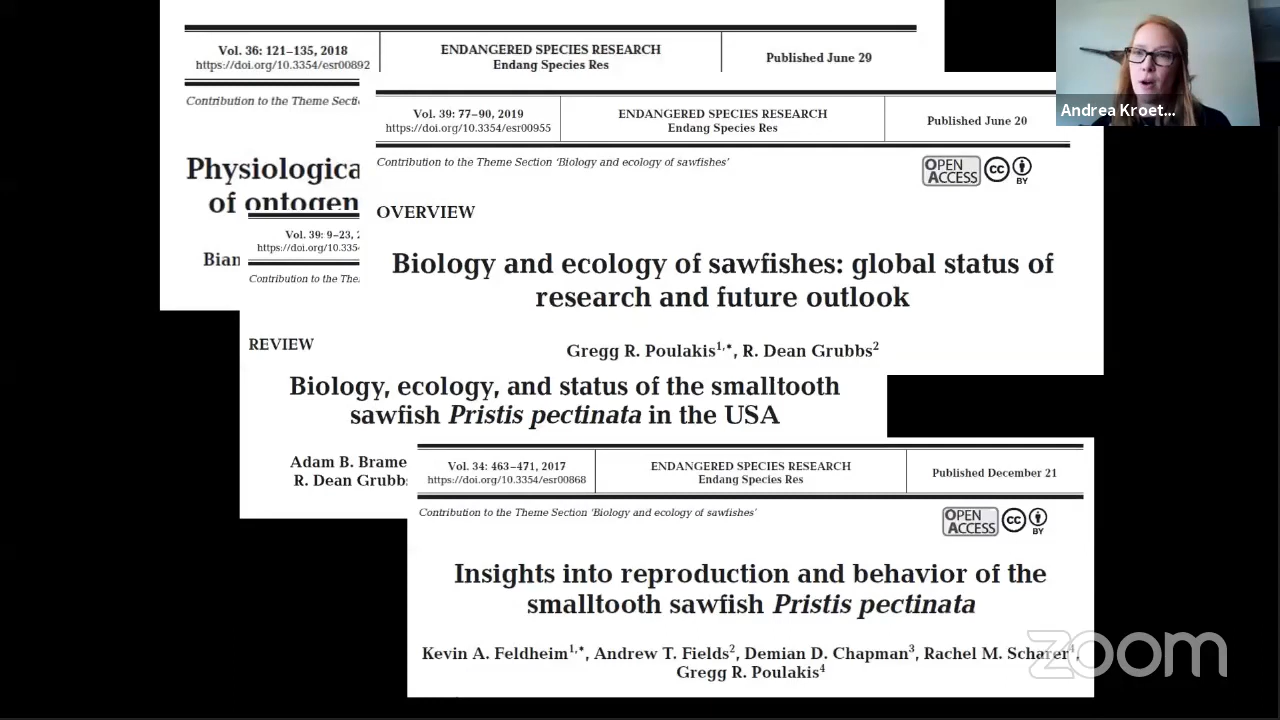 Vol. 36: 121–135, 2018
https://doi.org/10.3354/esr00892
ENDANGERED SPECIES RESEARCH
Endang Species Res
Published June 29
Contribution to the Theme Secti
Physiologica
of ontogen
Bian
Andrea Kroet...
Vol. 39: 77–90, 2019
https://doi.org/10.3354/esr00955
ENDANGERED SPECIES RESEARCH
Endang Species Res
Published June 20
Contribution to the Theme Section ‘Biology and ecology of sawfishes’
OPEN
ACCESS
CC
BY
OVERVIEW
Biology and ecology of sawfishes: global status of
research and future outlook
Gregg R. Poulakis1,*, R. Dean Grubbs2
Vol. 39: 9–23,
https://doi.org/10.335
Contribution to the The
REVIEW
Biology, ecology, and status of the smalltooth
sawfish Pristis pectinata in the USA
Adam B. Brame
R. Dean Grubb
Vol. 34: 463–471, 2017
https://doi.org/10.3354/esr00868
ENDANGERED SPECIES RESEARCH
Endang Species Res
Published December 21
Contribution to the Theme Section ‘Biology and ecology of sawfishes’
OPEN
ACCESS
CC
BY
Insights into reproduction and behavior of the
smalltooth sawfish Pristis pectinata
Kevin A. Feldheim1,*, Andrew T. Fields2, Demian D. Chapman3, Rachel M. Scharer4,
Gregg R. Poulakis4
zoom